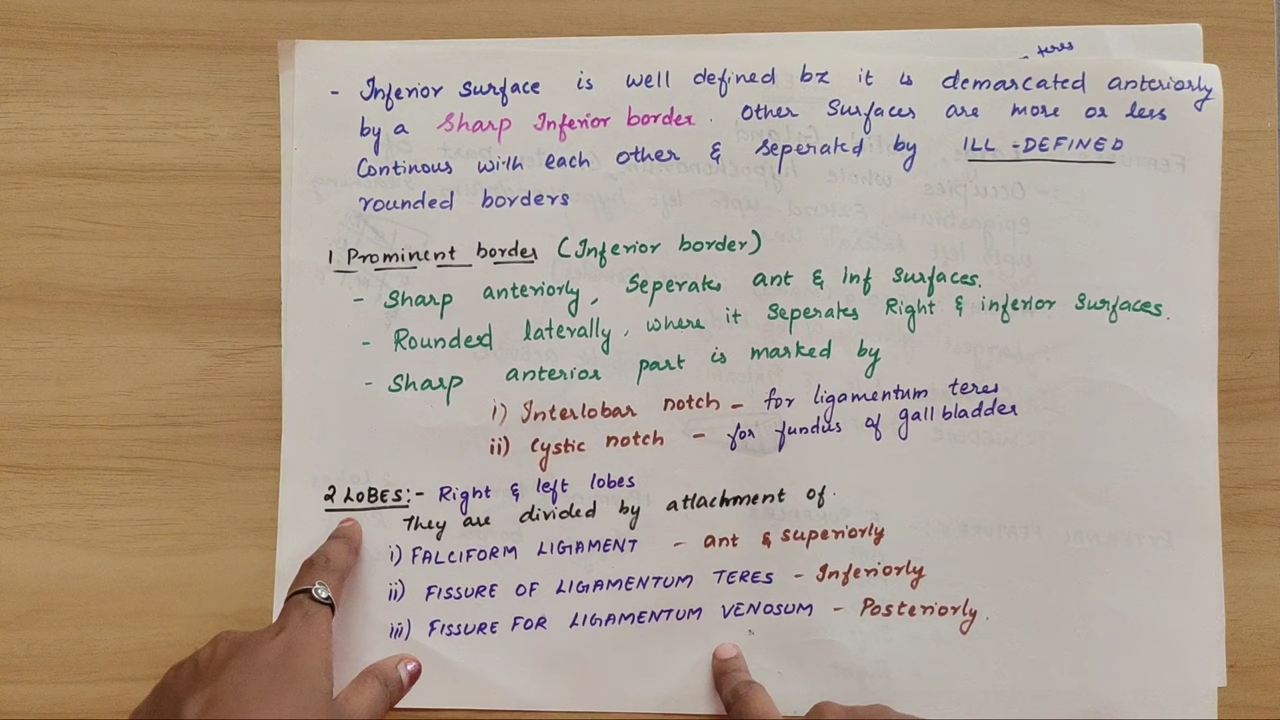 - teres
- Inferior surface is well defined bz it is demarcated anteriorly
by a Sharp Inferior border. Other Surfaces are more or less
Continous with each other & seperated by ILL-DEFINED
rounded borders
1 Prominent border (Inferior border)
- Sharp anteriorly, Seperates ant & Inf Surfaces.
- Rounded laterally, where it seperates Right & inferior Surfaces.
- Sharp anterior part is marked by
i) Interlobar notch - for ligamentum teres
ii) Cystic notch - for fundus of gall bladder
2 LOBES:- Right & left lobes
They are divided by attachment of.
i) FALCIFORM LIGAMENT - ant & superiorly
ii) FISSURE OF LIGAMENTUM TERES - Inferiorly
iii) FISSURE FOR LIGAMENTUM VENOSUM - Posteriorly.